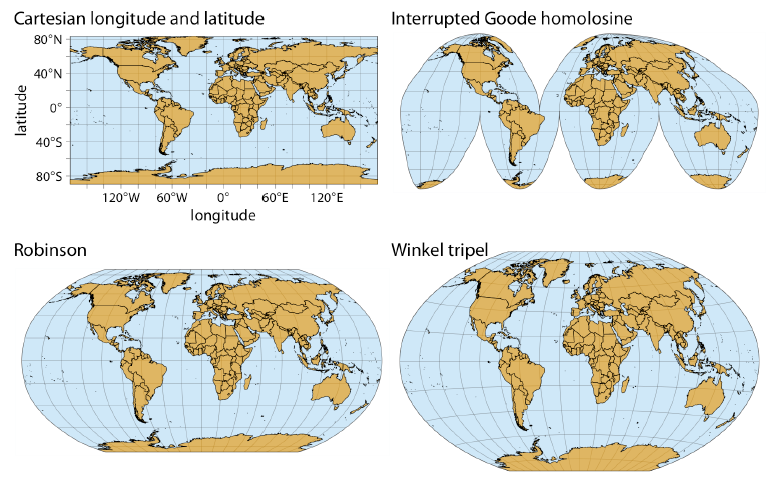 Cartesian longitude and latitude
Interrupted Goode homolosine
80°N
40°N
0°
40°S
80°S
latitude
120°W 60°W 0° 60°E 120°E
longitude
Robinson
Winkel tripel